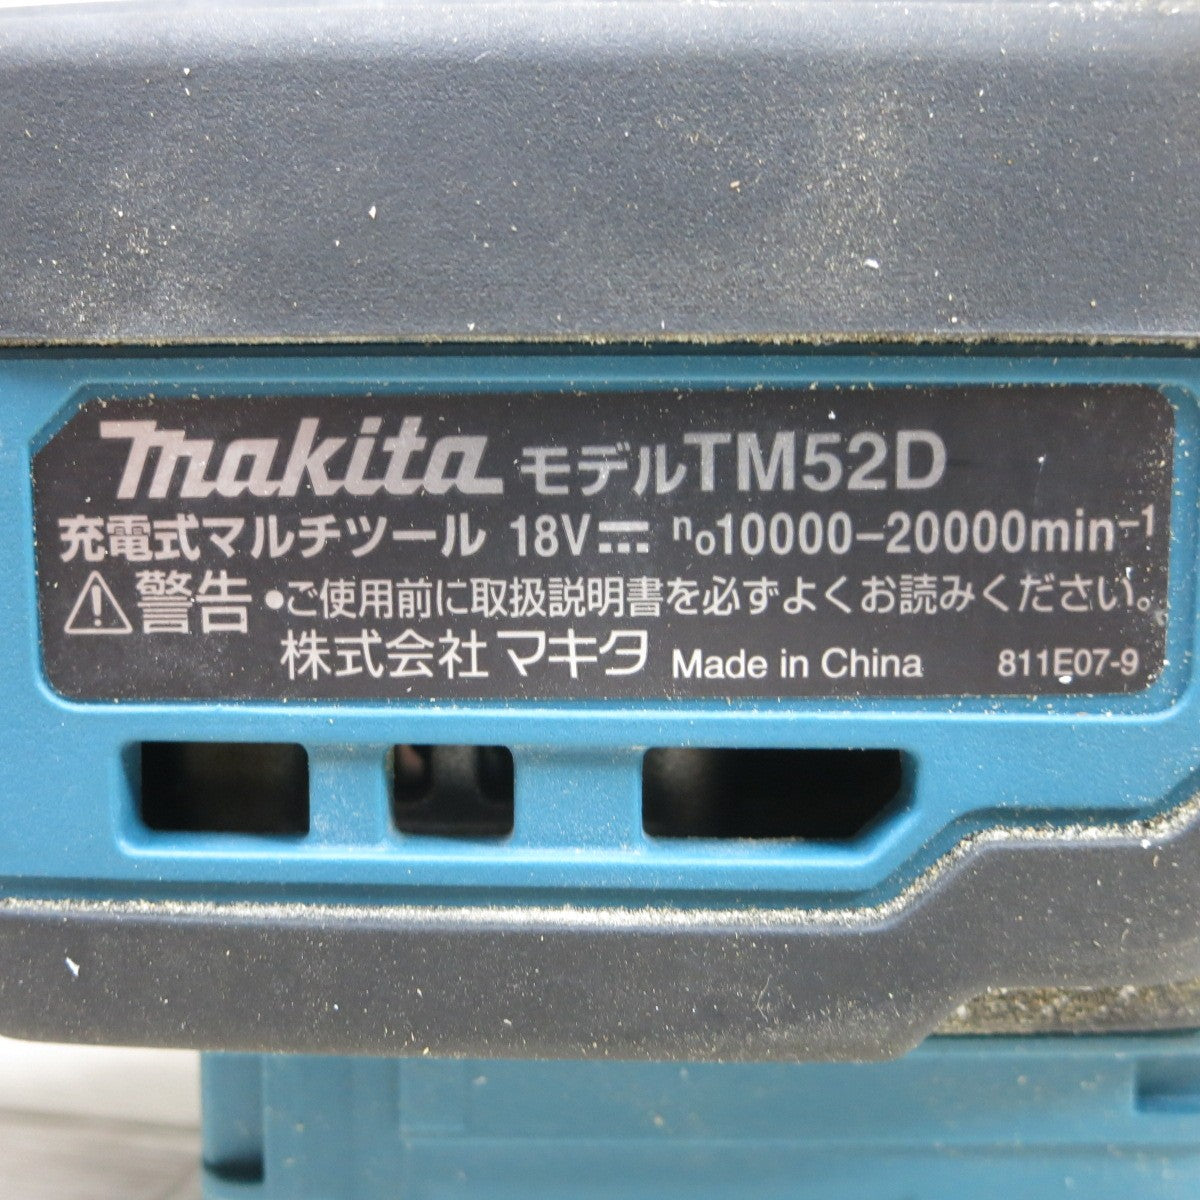 makita モデルTM52D
充電式マルチツール 18V⎓ no10000-20000min-1
⚠警告 •ご使用前に取扱説明書を必ずよくお読みください。
株式会社マキタ Made in China 811E07-9